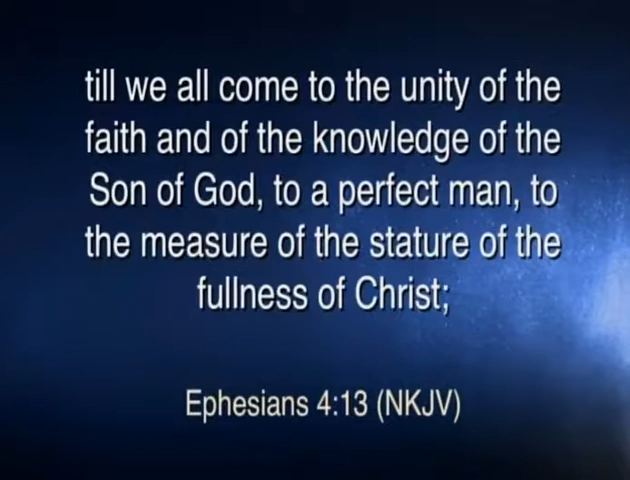 till we all come to the unity of the
faith and of the knowledge of the
Son of God, to a perfect man, to
the measure of the stature of the
fullness of Christ;
Ephesians 4:13 (NKJV)